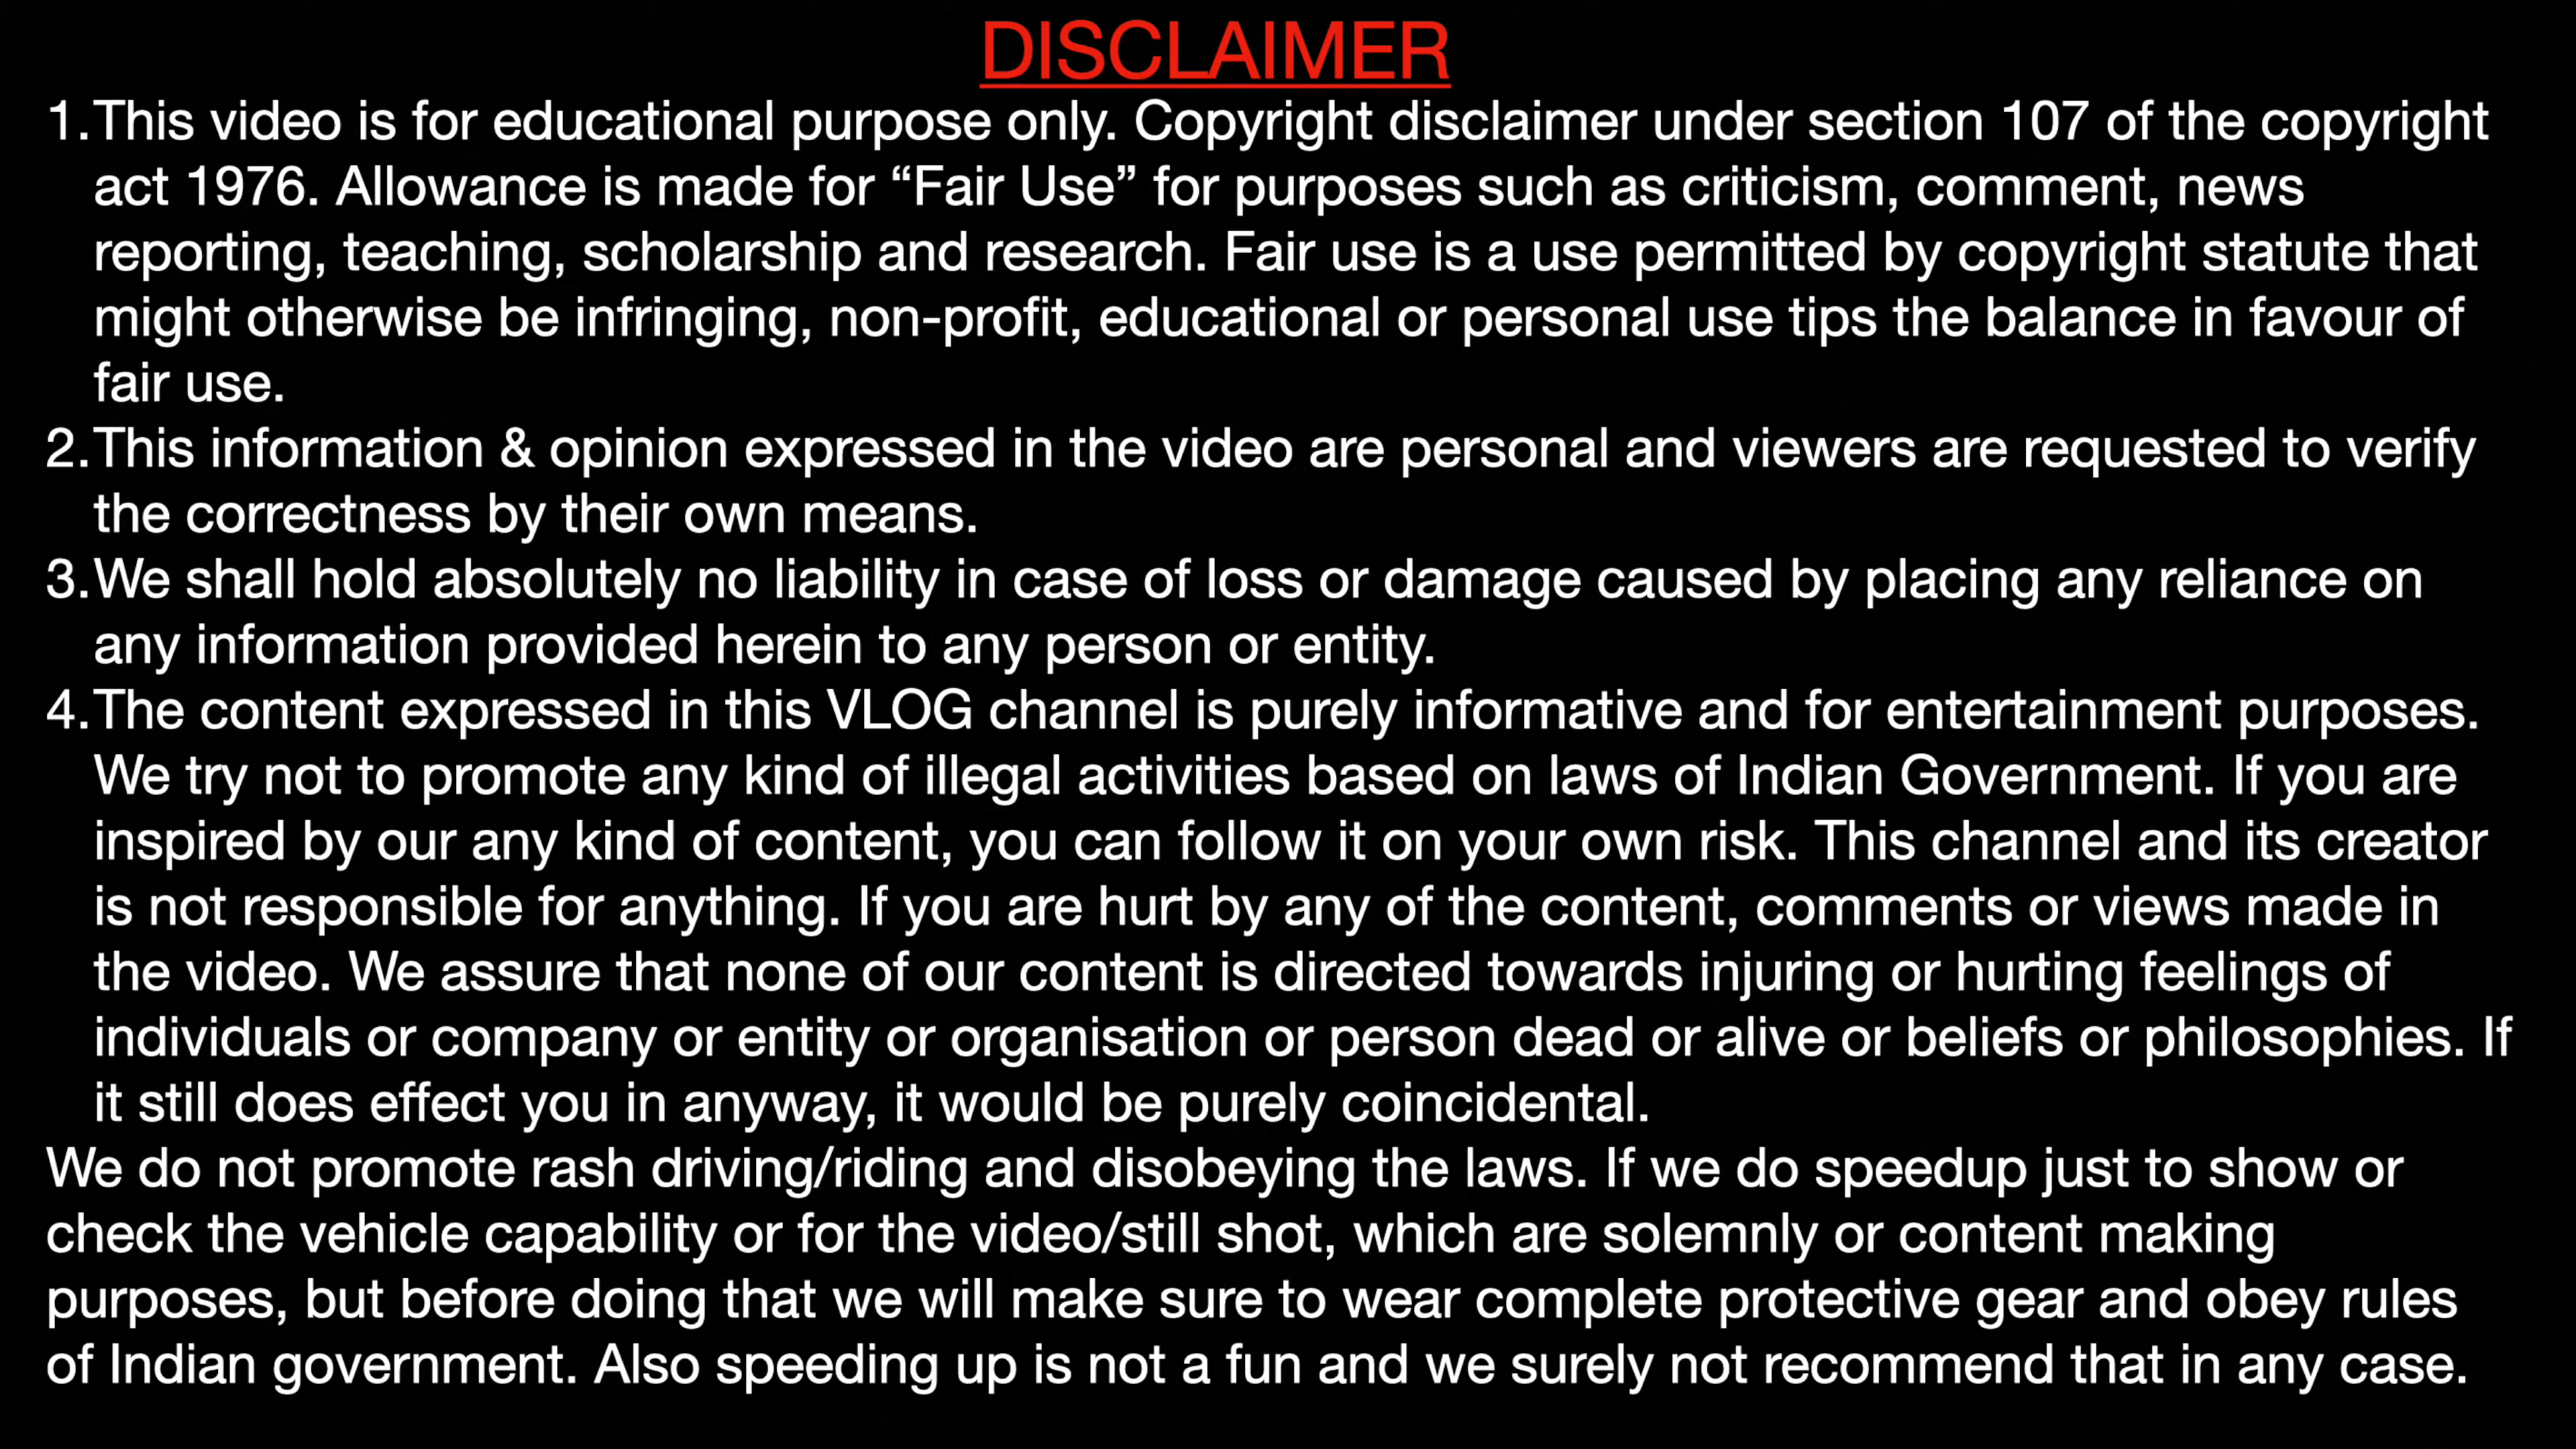 DISCLAIMER
1.This video is for educational purpose only. Copyright disclaimer under section 107 of the copyright
act 1976. Allowance is made for “Fair Use” for purposes such as criticism, comment, news
reporting, teaching, scholarship and research. Fair use is a use permitted by copyright statute that
might otherwise be infringing, non-profit, educational or personal use tips the balance in favour of
fair use.
2.This information & opinion expressed in the video are personal and viewers are requested to verify
the correctness by their own means.
3.We shall hold absolutely no liability in case of loss or damage caused by placing any reliance on
any information provided herein to any person or entity.
4.The content expressed in this VLOG channel is purely informative and for entertainment purposes.
We try not to promote any kind of illegal activities based on laws of Indian Government. If you are
inspired by our any kind of content, you can follow it on your own risk. This channel and its creator
is not responsible for anything. If you are hurt by any of the content, comments or views made in
the video. We assure that none of our content is directed towards injuring or hurting feelings of
individuals or company or entity or organisation or person dead or alive or beliefs or philosophies. If
it still does effect you in anyway, it would be purely coincidental.
We do not promote rash driving/riding and disobeying the laws. If we do speedup just to show or
check the vehicle capability or for the video/still shot, which are solemnly or content making
purposes, but before doing that we will make sure to wear complete protective gear and obey rules
of Indian government. Also speeding up is not a fun and we surely not recommend that in any case.